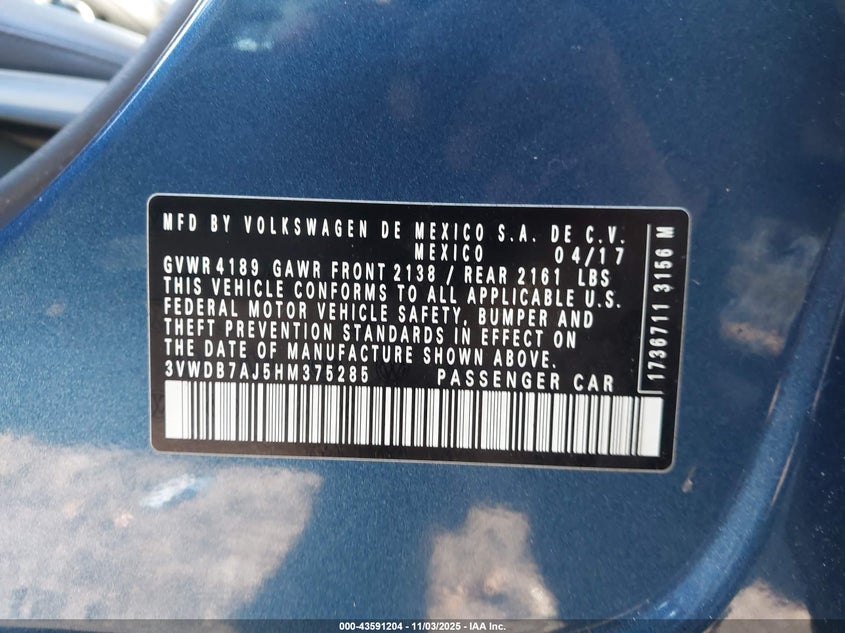 MFD BY VOLKSWAGEN DE MEXICO S.A. DE C.V.
MEXICO 04/17
GVWR4189 GAWR FRONT 2138 / REAR 2161 LBS
THIS VEHICLE CONFORMS TO ALL APPLICABLE U.S.
FEDERAL MOTOR VEHICLE SAFETY, BUMPER AND
THEFT PREVENTION STANDARDS IN EFFECT ON
THE DATE OF MANUFACTURE SHOWN ABOVE.
3VWDB7AJ5HM375285 PASSENGER CAR
1736711 3156 M
000-43591204 - 11/03/2025 - IAA Inc.